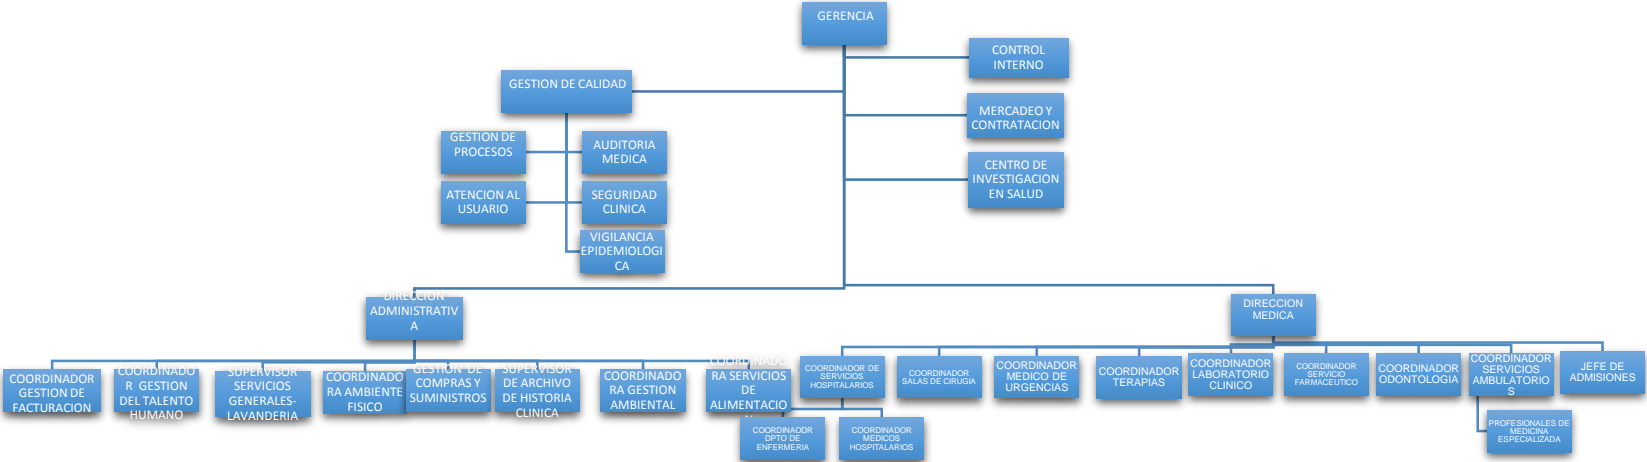 GERENCIA
CONTROL
INTERNO
GESTION DE CALIDAD
MERCADEO Y
CONTRATACION
GESTION DE
PROCESOS
AUDITORIA
MEDICA
CENTRO DE
INVESTIGACION
EN SALUD
ATENCION AL
USUARIO
SEGURIDAD
CLINICA
VIGILANCIA
EPIDEMIOLOGI
CA
DIRECCION
ADMINISTRATIV
A
DIRECCION
MEDICA
COORDINADOR
GESTION DE
FACTURACION
COORDINADO
R GESTION
DEL TALENTO
HUMANO
SUPERVISOR
SERVICIOS
GENERALES-
LAVANDERIA
COORDINADO
RA AMBIENTE
FISICO
GESTION DE
COMPRAS Y
SUMINISTROS
SUPERVISOR
DE ARCHIVO
DE HISTORIA
CLINICA
COORDINADO
RA GESTION
AMBIENTAL
COORDINADO
RA SERVICIOS
DE
ALIMENTACIO
N
COORDINADOR DE
SERVICIOS
HOSPITALARIOS
COORDINADOR
SALAS DE CIRUGIA
COORDINADOR
MEDICO DE
URGENCIAS
COORDINADOR
TERAPIAS
COORDINADOR
LABORATORIO
CLINICO
COORDINADOR
SERVICIO
FARMACEUTICO
COORDINADOR
ODONTOLOGIA
COORDINADOR
SERVICIOS
AMBULATORIO
S
JEFE DE
ADMISIONES
COORDINAODR
DPTO DE
ENFERMERIA
COORDINADOR
MEDICOS
HOSPITALARIOS
PROFESIONALES DE
MEDICINA
ESPECIALIZADA